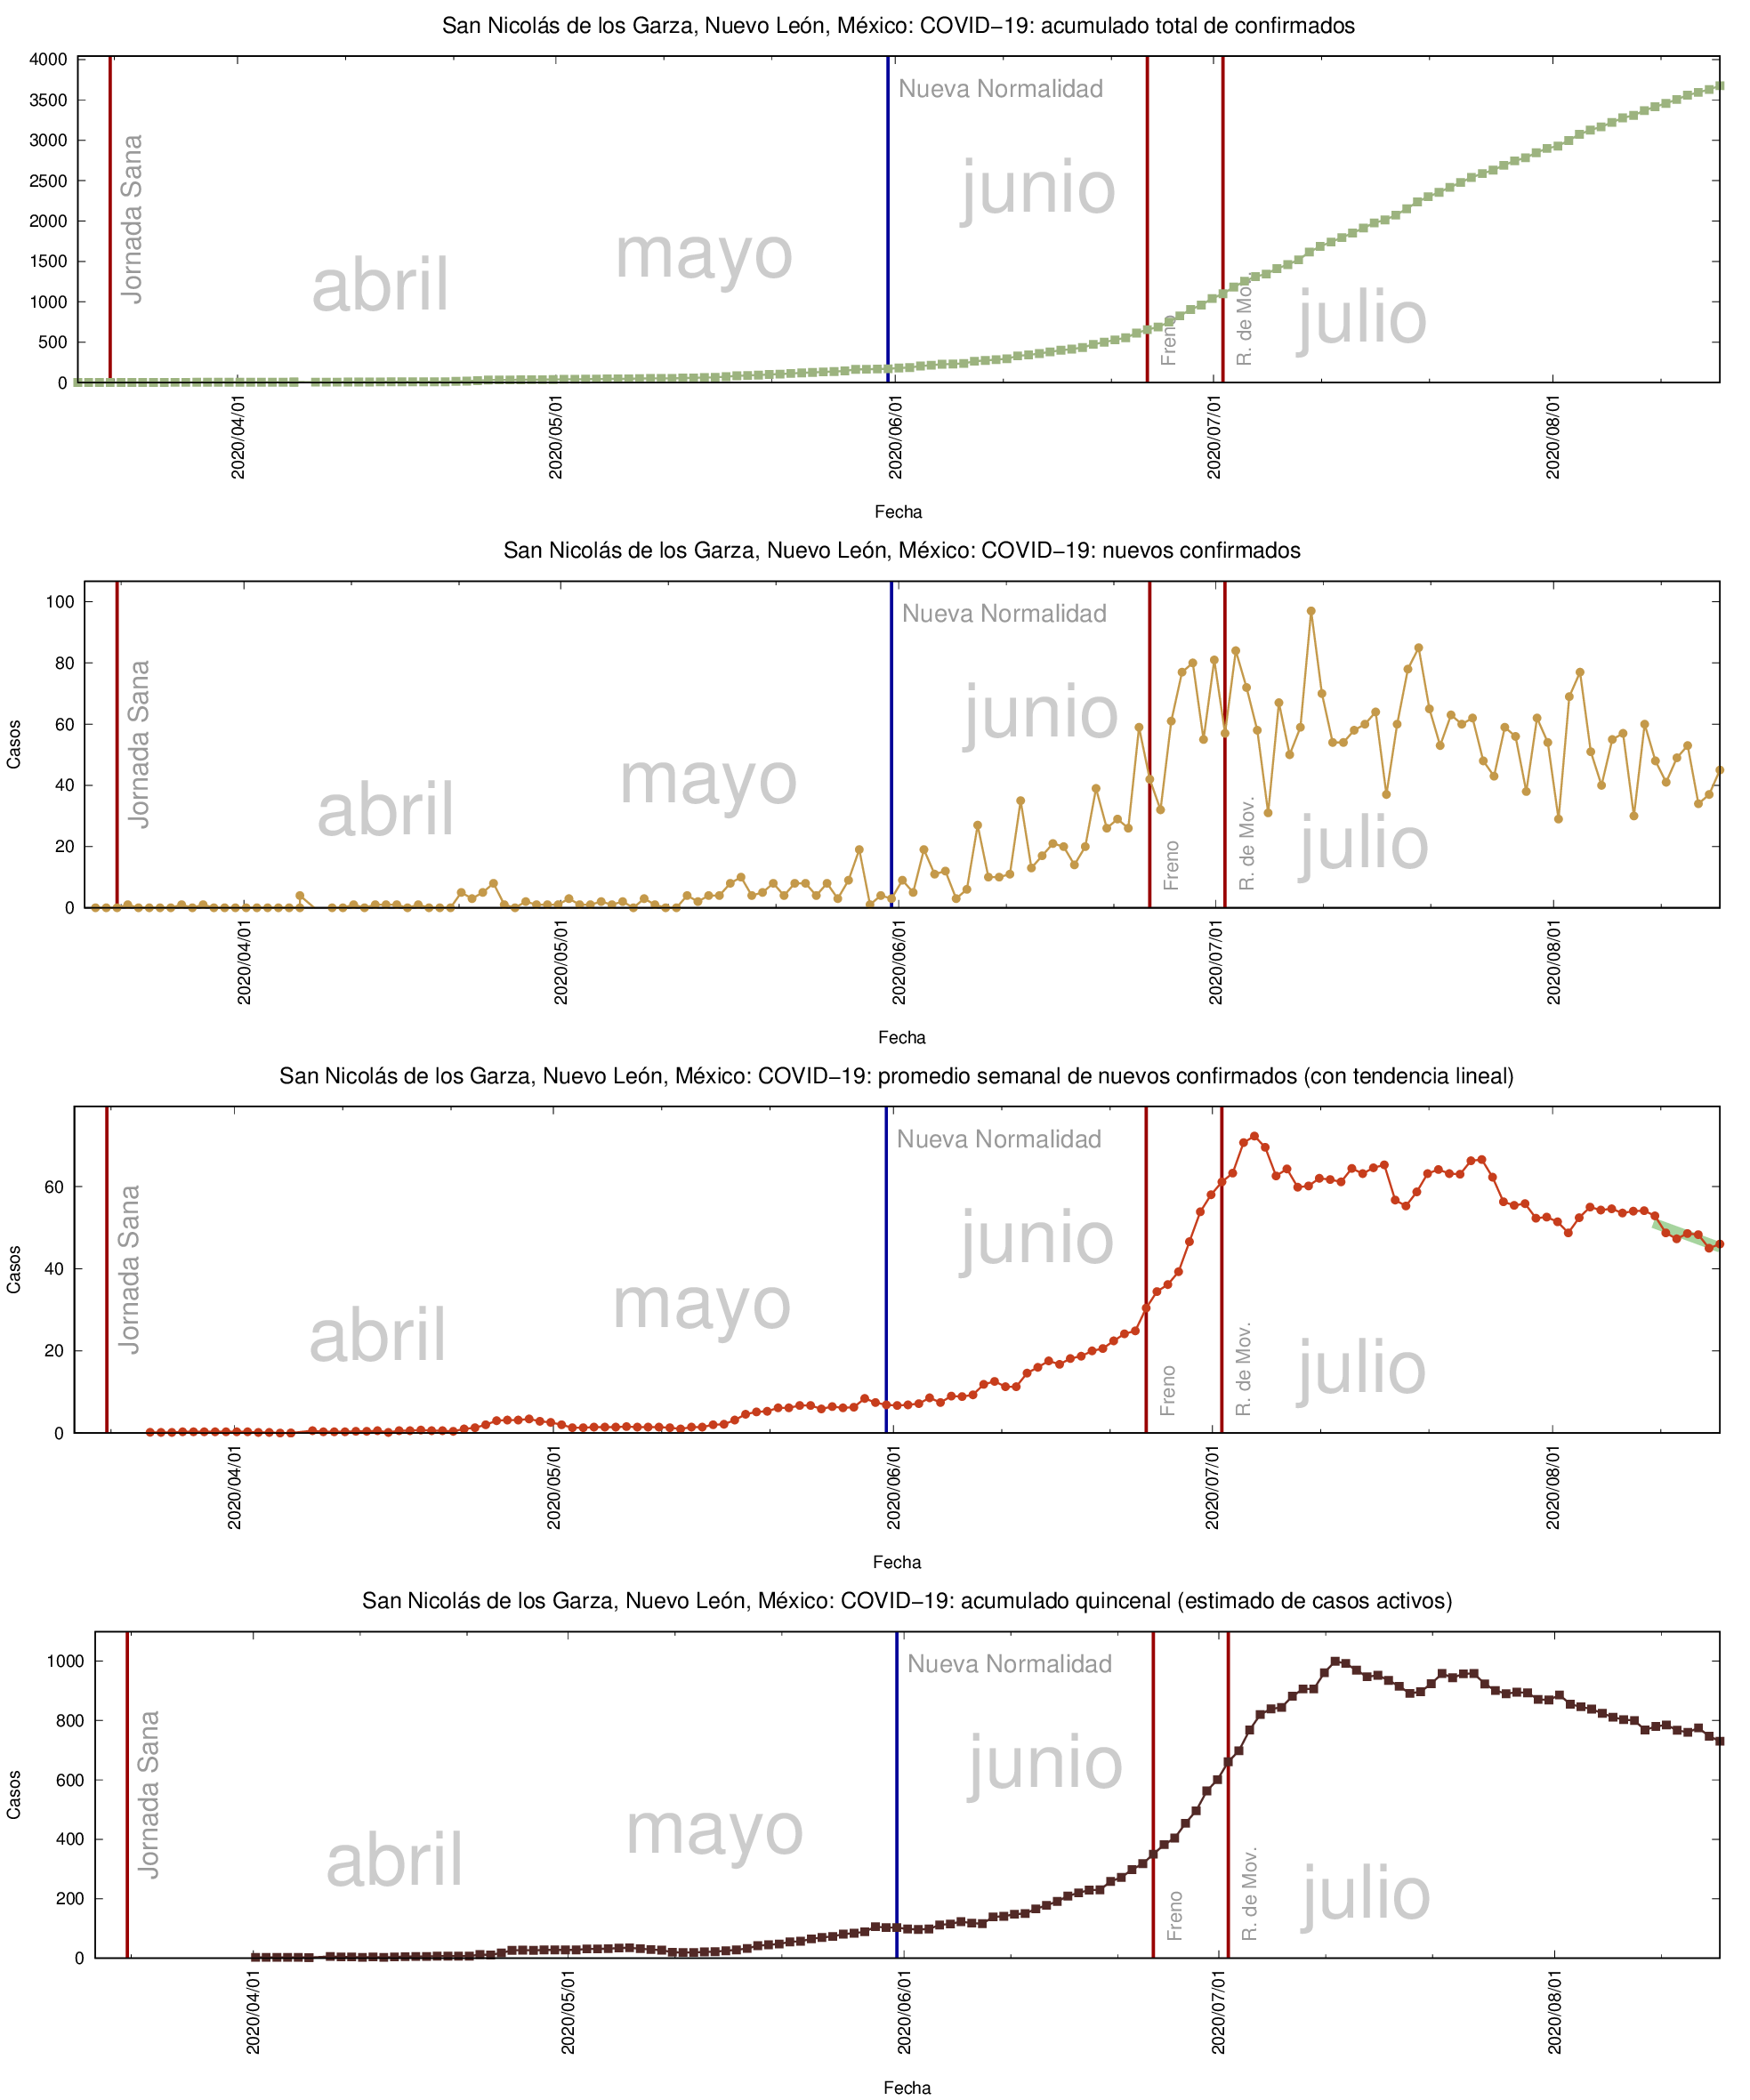 San Nicolás de los Garza, Nuevo León, México: COVID−19: acumulado total de confirmados
4000
3500
3000
2500
2000
1500
1000
500
0
Jornada Sana
abril
mayo
Nueva Normalidad
junio
Freno
R. de Mov.
julio
2020/04/01
2020/05/01
2020/06/01
2020/07/01
2020/08/01
Fecha
San Nicolás de los Garza, Nuevo León, México: COVID−19: nuevos confirmados
Casos
100
80
60
40
20
0
Jornada Sana
abril
mayo
Nueva Normalidad
junio
Freno
R. de Mov.
julio
2020/04/01
2020/05/01
2020/06/01
2020/07/01
2020/08/01
Fecha
San Nicolás de los Garza, Nuevo León, México: COVID−19: promedio semanal de nuevos confirmados (con tendencia lineal)
Casos
60
40
20
0
Jornada Sana
abril
mayo
Nueva Normalidad
junio
Freno
R. de Mov.
julio
2020/04/01
2020/05/01
2020/06/01
2020/07/01
2020/08/01
Fecha
San Nicolás de los Garza, Nuevo León, México: COVID−19: acumulado quincenal (estimado de casos activos)
Casos
1000
800
600
400
200
0
Jornada Sana
abril
mayo
Nueva Normalidad
junio
Freno
R. de Mov.
julio
2020/04/01
2020/05/01
2020/06/01
2020/07/01
2020/08/01
Fecha